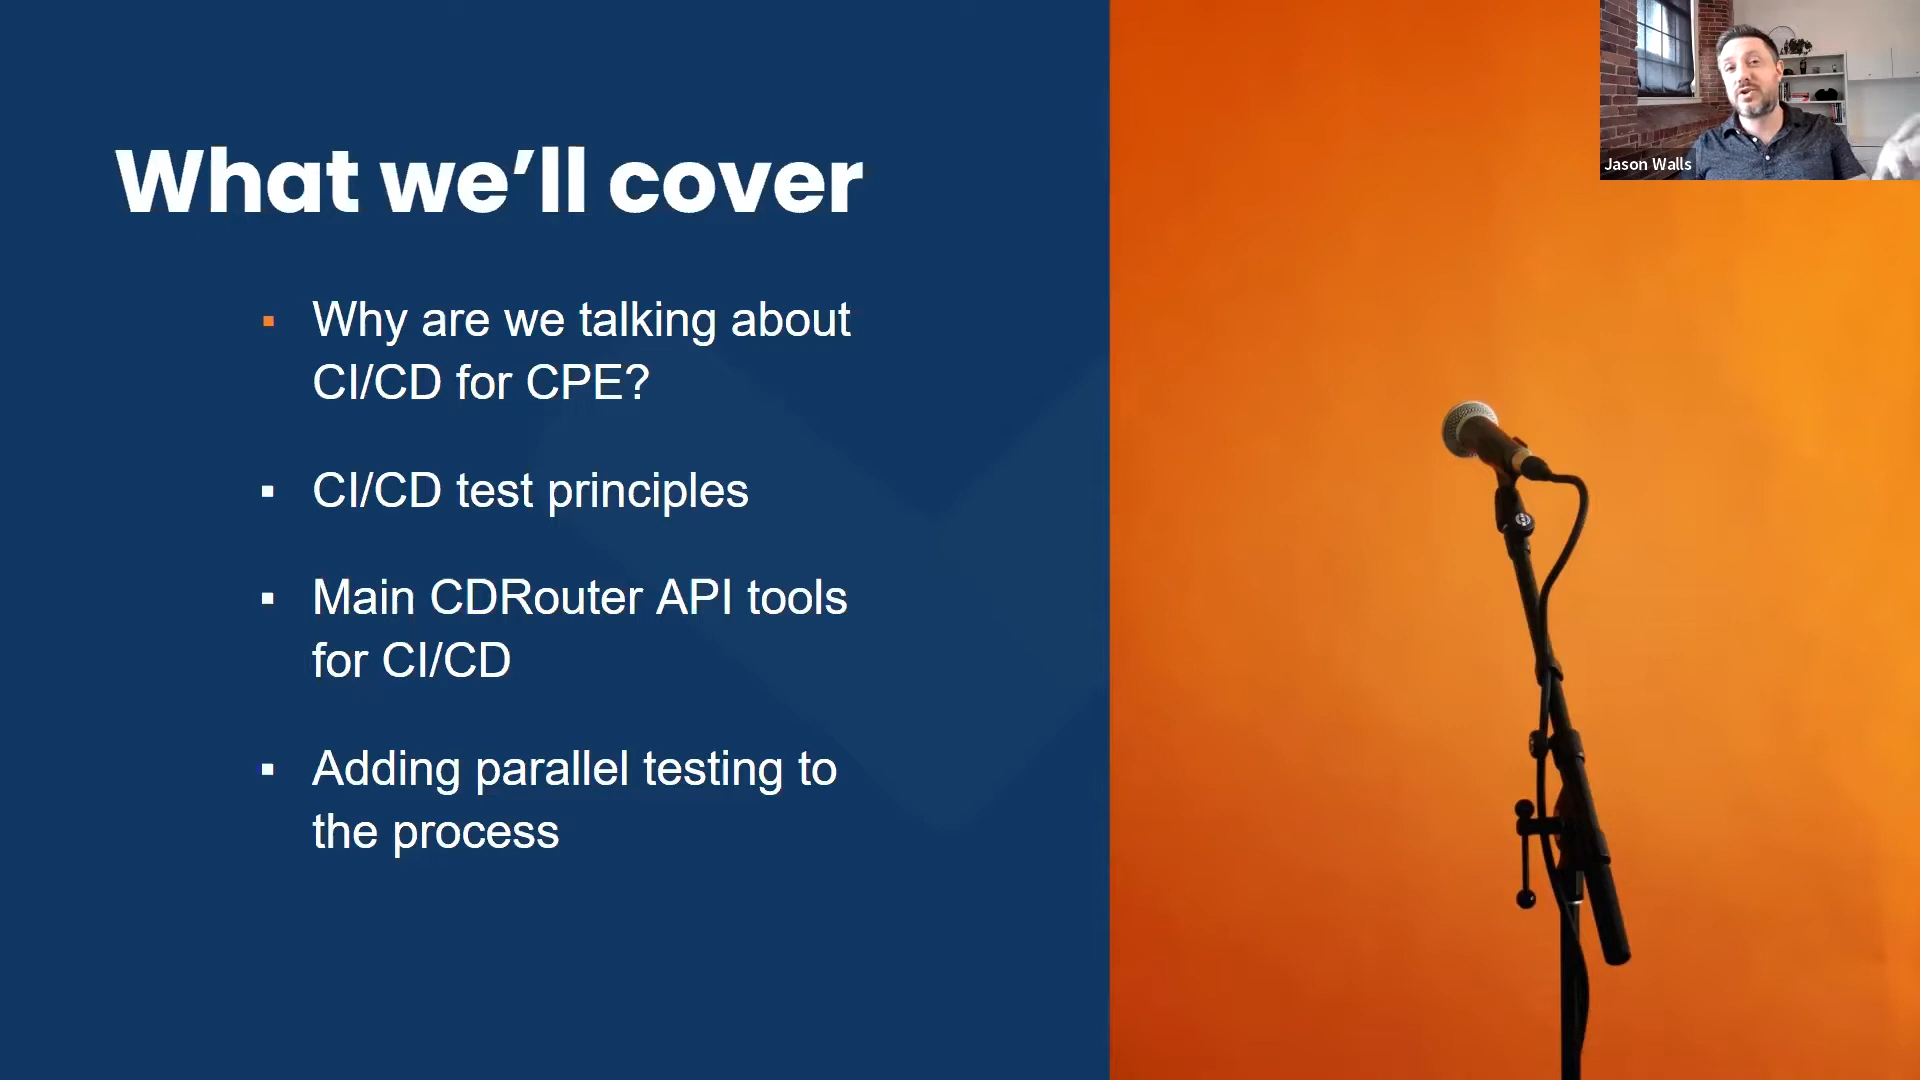 What we’ll cover
▪ Why are we talking about
CI/CD for CPE?
▪ CI/CD test principles
▪ Main CDRouter API tools
for CI/CD
▪ Adding parallel testing to
the process
Jason Walls